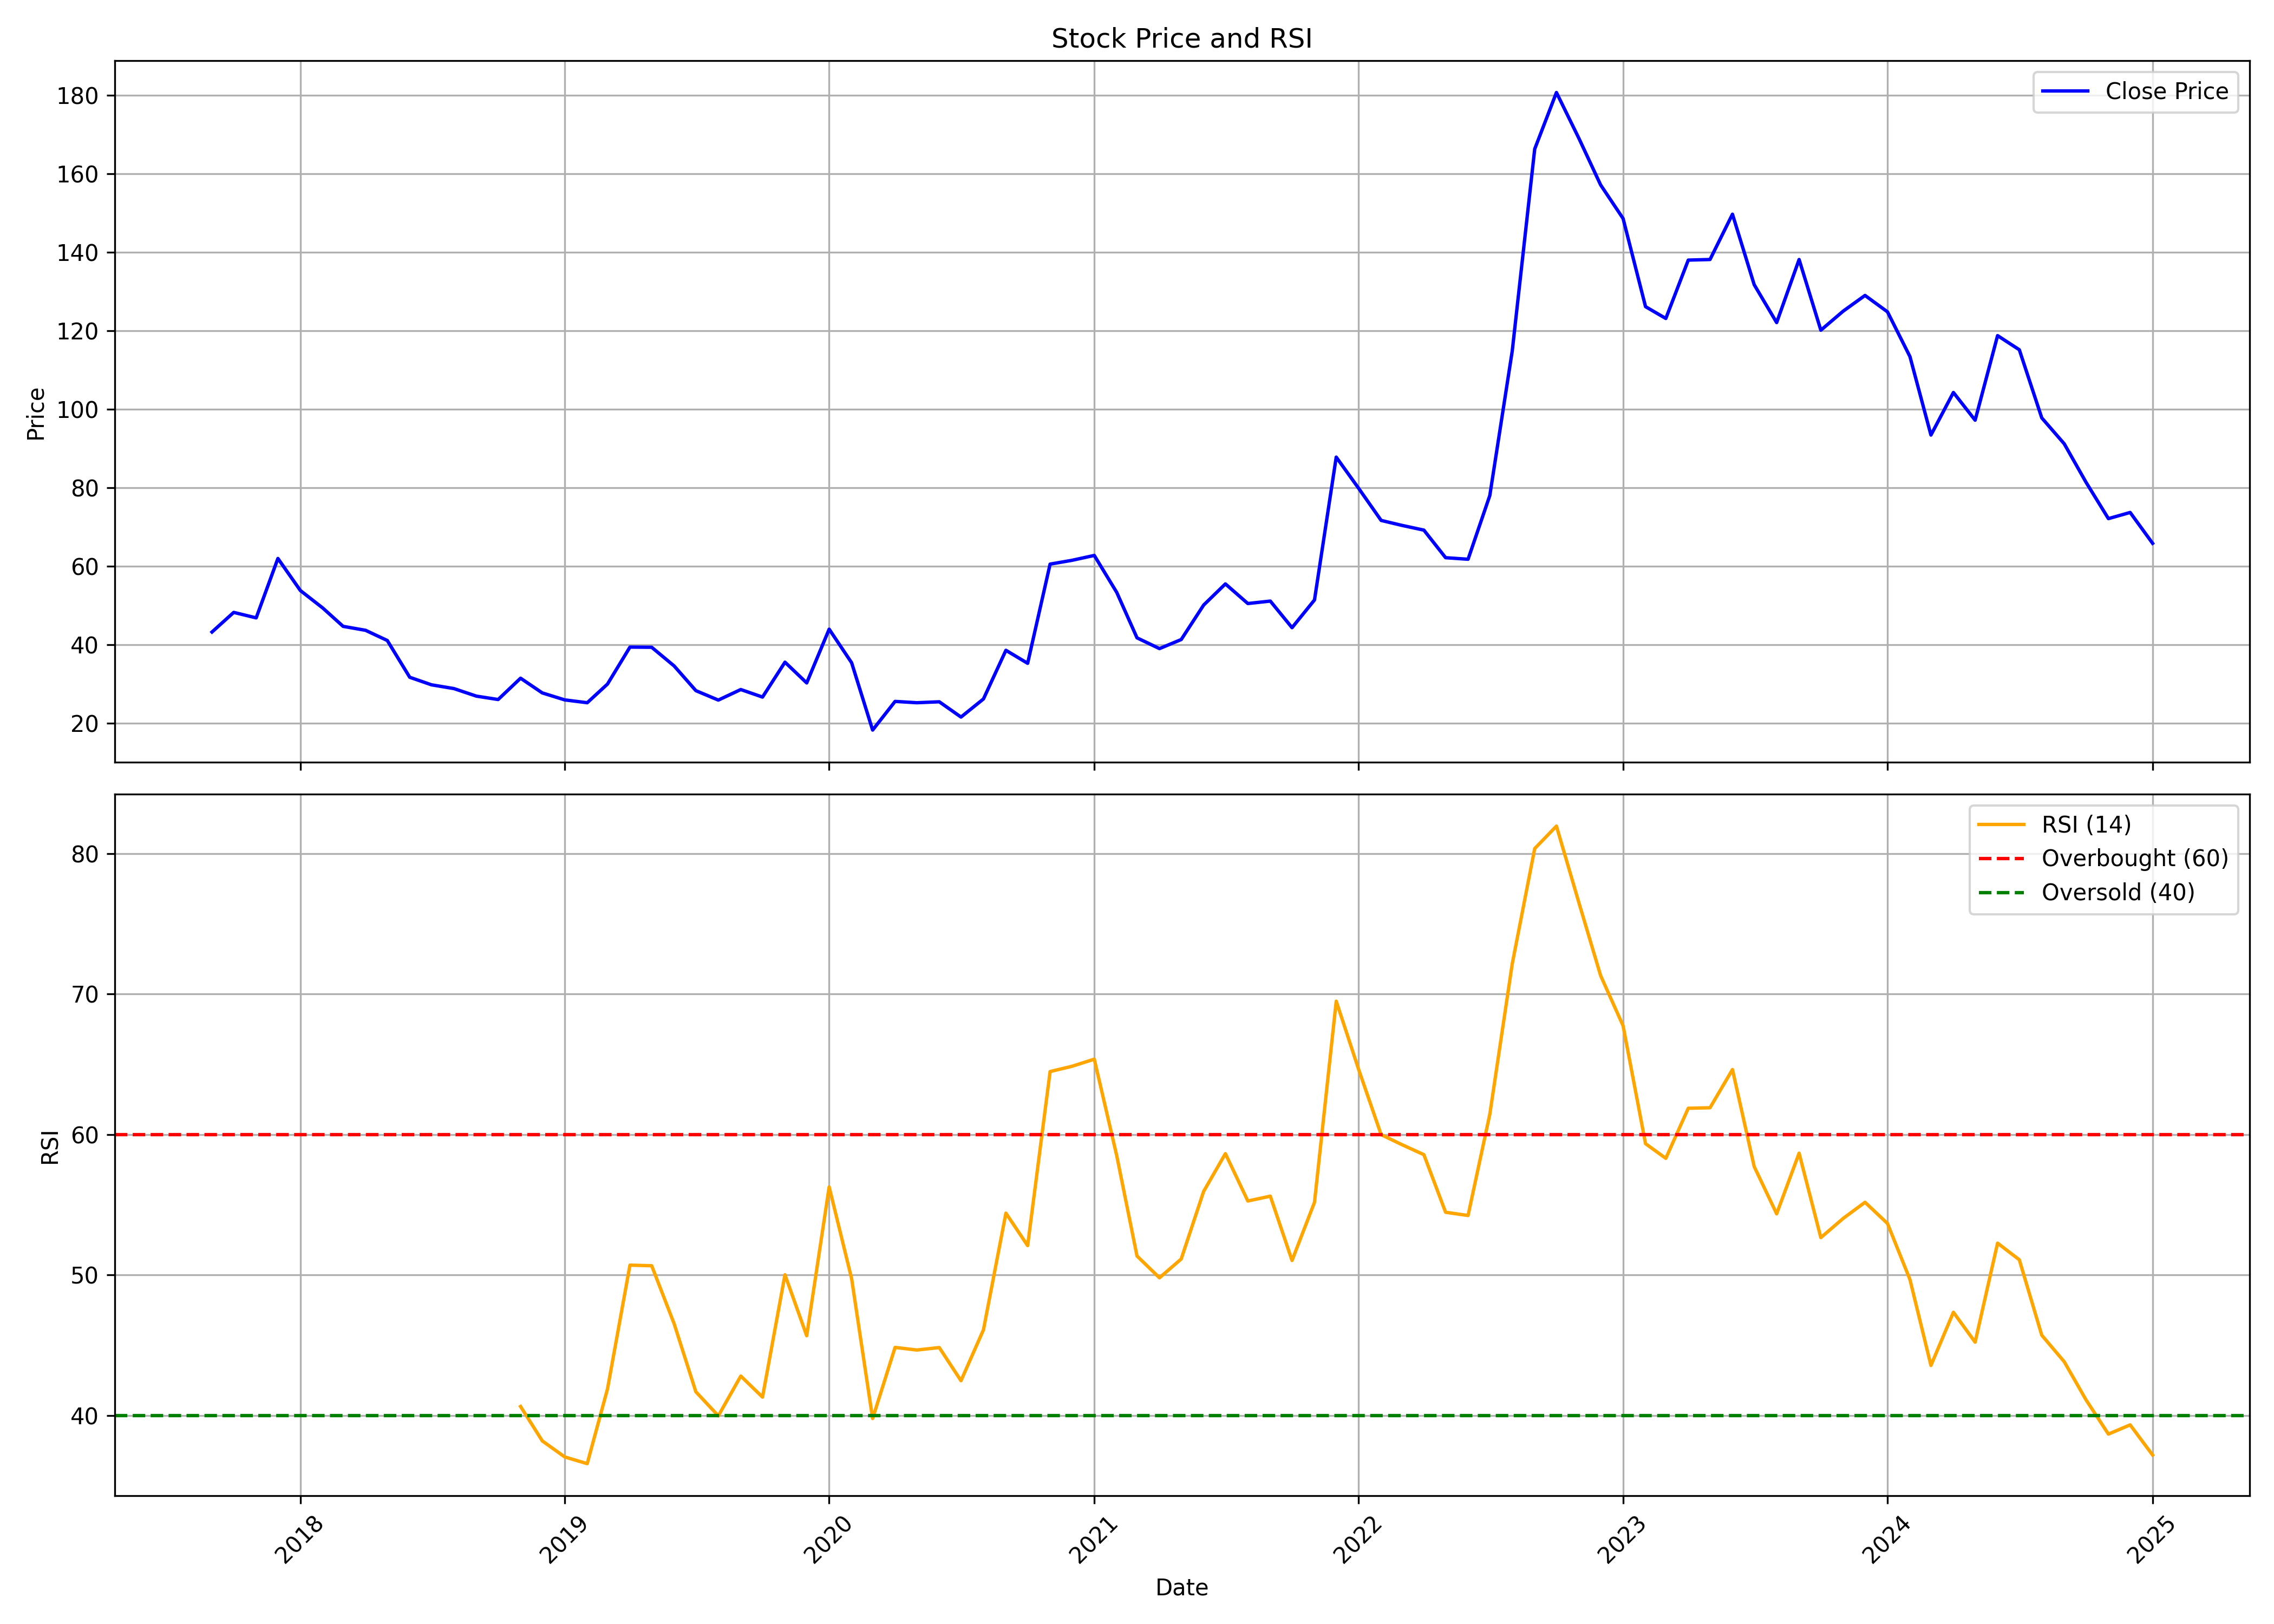 Stock Price and RSI
Close Price
180
160
140
120
100
80
60
40
20
Price
RSI (14)
Overbought (60)
Oversold (40)
80
70
60
50
40
RSI
2018
2019
2020
2021
2022
2023
2024
2025
Date